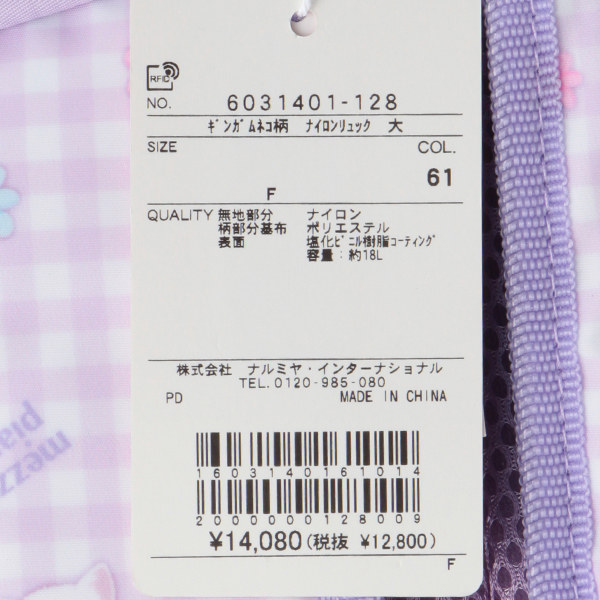 RFID
NO. 6031401-128
ｷﾞﾝｶﾞﾑﾈｺ柄 ﾅｲﾛﾝﾘｭｯｸ 大
SIZE COL.
F 61
QUALITY 無地部分 ナイロン
柄部分基布 ポリエステル
表面 塩化ﾋﾞﾆﾙ樹脂ｺｰﾃｨﾝｸﾞ
容量：約18L
株式会社 ナルミヤ・インターナショナル
TEL.0120-985-080
PD MADE IN CHINA
1603140161014
2000000128009
¥14,080(税抜 ¥12,800)
F
mezz
pia